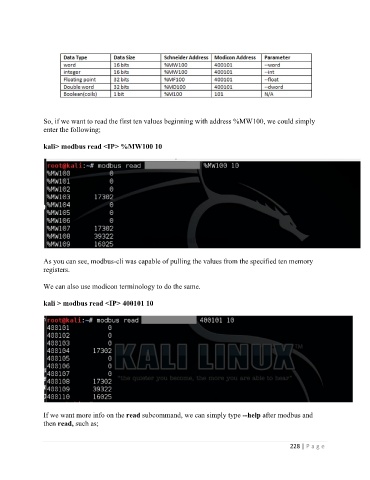 Data Type Data Size Schneider Address Modicon Address Parameter
word 16 bits %MW100 400101 --word
integer 16 bits %MW100 400101 --int
Floating point 32 bits %MF100 400101 --float
Double word 32 bits %MD100 400101 --dword
Boolean(coils) 1 bit %M100 101 N/A
So, if we want to read the first ten values beginning with address %MW100, we could simply
enter the following;
kali> modbus read <IP> %MW100 10
root@kali:~# modbus read %MW100 10
%MW100 0
%MW101 0
%MW102 0
%MW103 17302
%MW104 0
%MW105 0
%MW106 0
%MW107 17302
%MW108 39322
%MW109 16025
As you can see, modbus-cli was capable of pulling the values from the specified ten memory
registers.
We can also use modicon terminology to do the same.
kali > modbus read <IP> 400101 10
root@kali:~# modbus read 400101 10
400101 0
400102 0
400103 0
400104 17302
400105 0
400106 0
400107 0
400108 17302
400109 39322
400110 16025
KALI LINUX
TM
"the quieter you become, the more you are able to hear"
If we want more info on the read subcommand, we can simply type --help after modbus and
then read, such as;
228 | Page